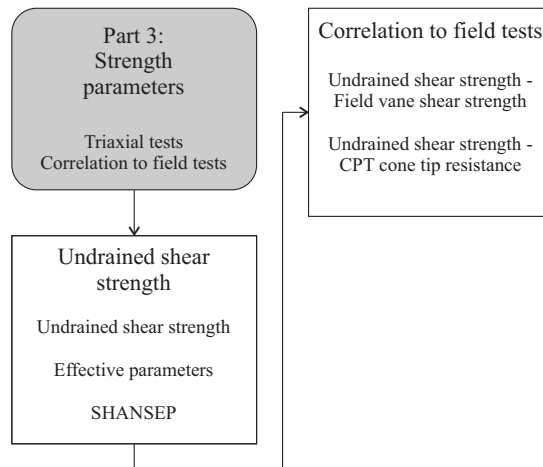 Part 3:
Strength
parameters
Triaxial tests
Correlation to field tests
Undrained shear
strength
Undrained shear strength
Effective parameters
SHANSEP
Correlation to field tests
Undrained shear strength -
Field vane shear strength
Undrained shear strength -
CPT cone tip resistance